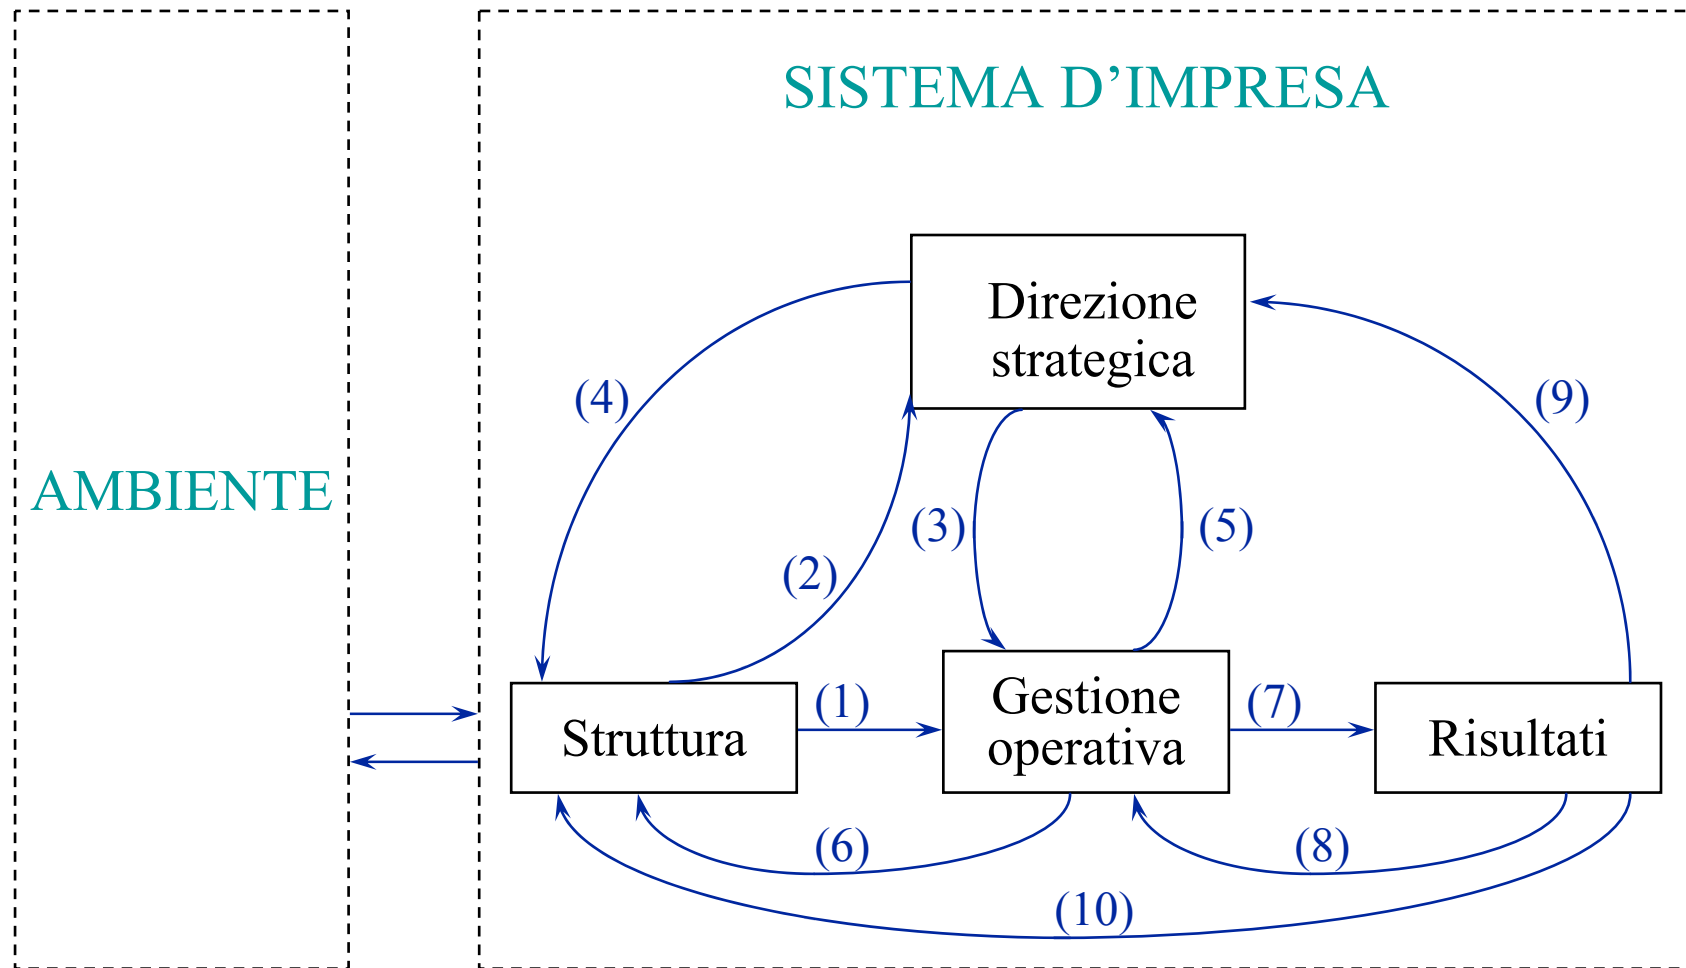 SISTEMA D’IMPRESA
Direzione
strategica
(4)
(9)
AMBIENTE
(3)
(5)
(2)
Struttura
(1)
Gestione
operativa
(7)
Risultati
(6)
(8)
(10)